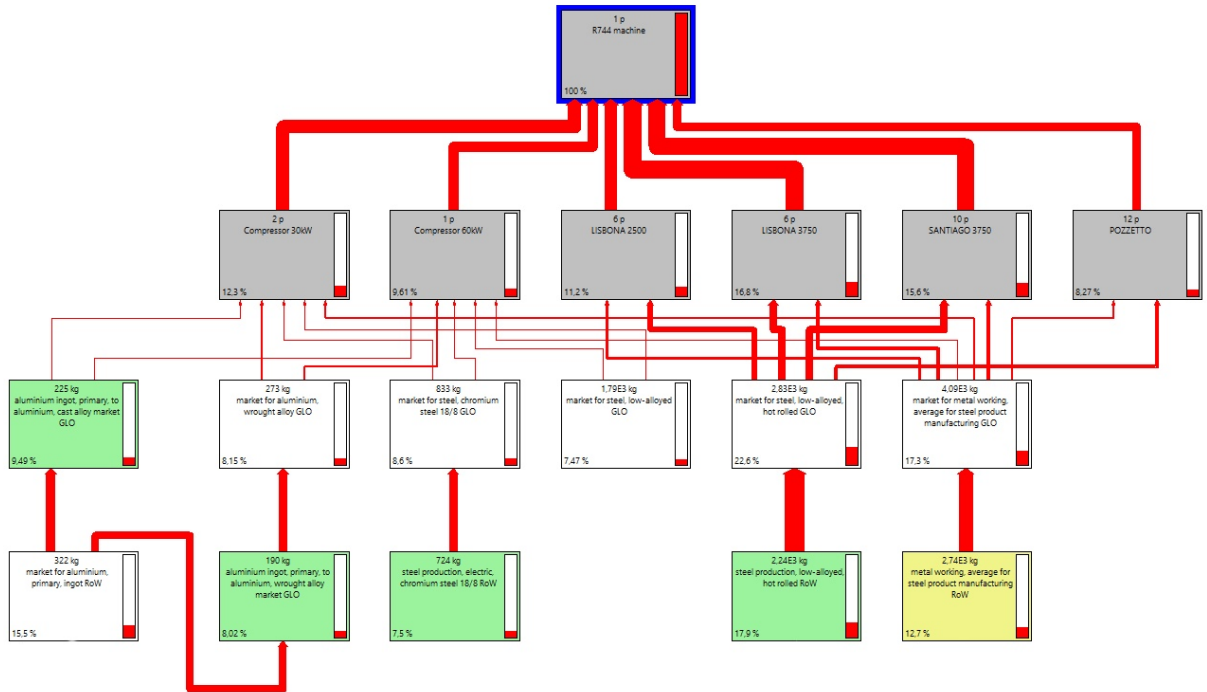 1 p
R744 machine
100 %
2 p
Compressor 30kW
12,3 %
1 p
Compressor 60kW
9,61 %
6 p
LISBONA 2500
11,2 %
6 p
LISBONA 3750
16,8 %
10 p
SANTIAGO 3750
15,6 %
12 p
POZZETTO
8,27 %
225 kg
aluminium ingot, primary, to
aluminium, cast alloy market
GLO
9,49 %
273 kg
market for aluminium,
wrought alloy GLO
8,15 %
833 kg
market for steel, chromium
steel 18/8 GLO
8,6 %
1,79E3 kg
market for steel, low-alloyed
GLO
7,47 %
2,83E3 kg
market for steel, low-alloyed,
hot rolled GLO
22,6 %
4,09E3 kg
market for metal working,
average for steel product
manufacturing GLO
17,3 %
322 kg
market for aluminium,
primary, ingot RoW
15,5 %
190 kg
aluminium ingot, primary, to
aluminium, wrought alloy
market GLO
8,02 %
724 kg
steel production, electric,
chromium steel 18/8 RoW
7,5 %
2,24E3 kg
steel production, low-alloyed,
hot rolled RoW
17,9 %
2,74E3 kg
metal working, average for
steel product manufacturing
RoW
12,7 %